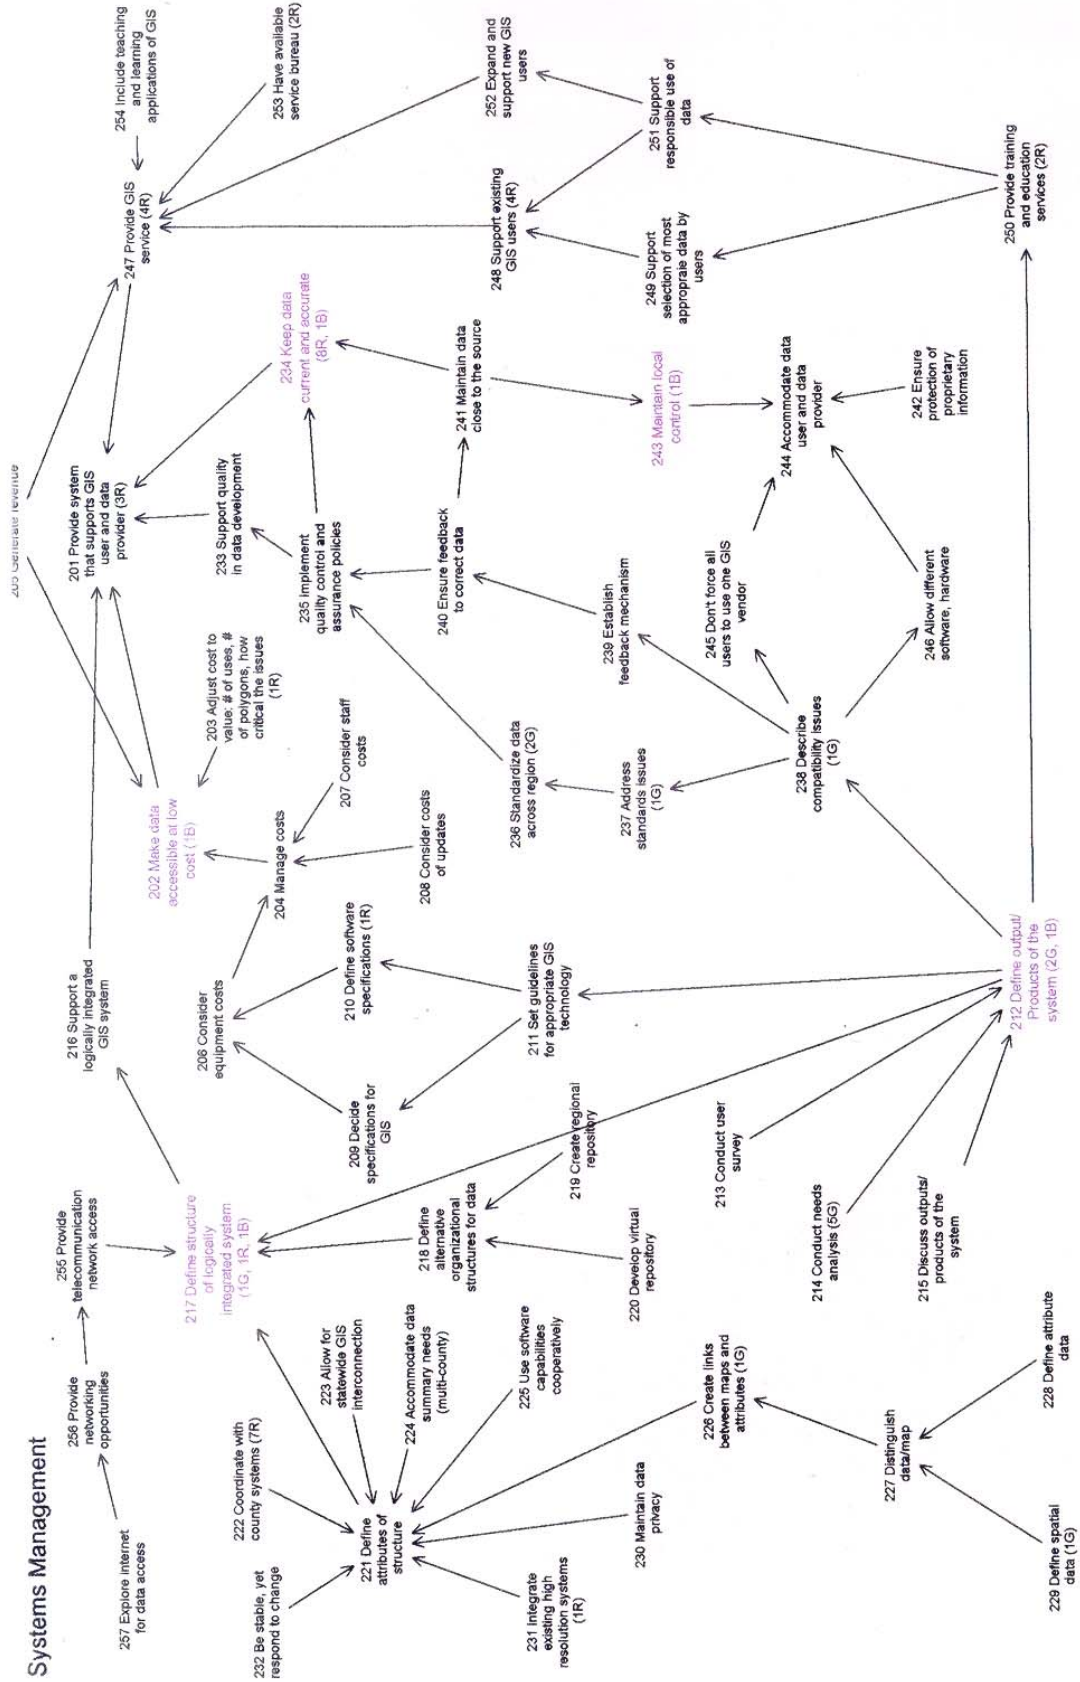 Systems Management
257 Explore internet
for data access
256 Provide
networking
opportunities
255 Provide
telecommunication
network access
232 Be stable, yet
respond to change
222 Coordinate with
county systems (7R)
223 Allow for
statewide GIS
interconnection
224 Accommodate data
summary needs
(multi-county)
225 Use software
capabilities
cooperatively
221 Define
attributes of
structure
231 Integrate
existing high
resolution systems
(1R)
230 Maintain data
privacy
226 Create links
between maps and
attributes (1G)
227 Distinguish
data/map
228 Define attribute
data
229 Define spatial
data (1G)
217 Define structure
of logically
integrated system
(1G, 1R, 1B)
218 Define
alternative
organizational
structures for data
219 Create regional
repository
220 Develop virtual
repository
213 Conduct user
survey
214 Conduct needs
analysis (5G)
215 Discuss outputs/
products of the
system
212 Define output/
Products of the
system (2G, 1B)
216 Support a
logically integrated
GIS system
206 Consider
equipment costs
209 Decide
specifications for
GIS
210 Define software
specifications (1R)
211 Set guidelines
for appropriate GIS
technology
202 Make data
accessible at low
cost (1B)
204 Manage costs
203 Adjust cost to
value: # of uses, #
of polygons, how
critical the issues
(1R)
207 Consider staff
costs
208 Consider costs
of updates
236 Standardize data
across region (2G)
237 Address
standards issues
(1G)
238 Describe
compatibility issues
(1G)
Generate revenue
201 Provide system
that supports GIS
user and data
provider (3R)
233 Support quality
in data development
235 implement
quality control and
assurance policies
240 Ensure feedback
to correct data
239 Establish
feedback mechanism
245 Don't force all
users to use one GIS
vendor
246 Allow different
software, hardware
234 Keep data
current and accurate
(8R, 1B)
241 Maintain data
close to the source
243 Maintain local
control (1B)
244 Accommodate data
user and data
provider
242 Ensure
protection of
proprietary
information
254 Include teaching
and learning
applications of GIS
247 Provide GIS
service (4R)
253 Have available
service bureau (2R)
252 Expand and
support new GIS
users
248 Support existing
GIS users (4R)
251 Support
responsible use of
data
249 Support
selection of most
appropraie data by
users
250 Provide training
and education
services (2R)